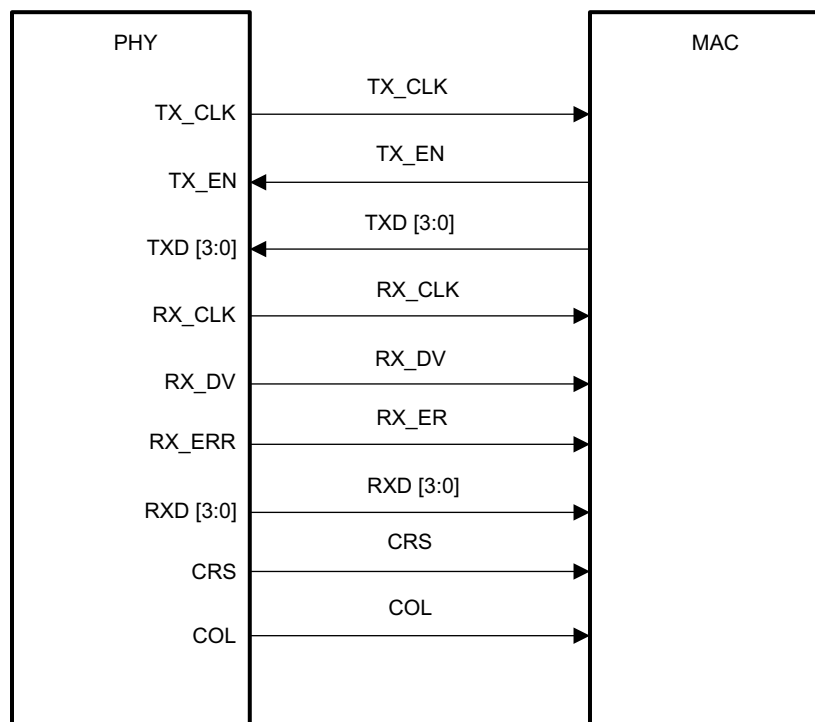 PHY
MAC
TX_CLK
TX_CLK
TX_EN
TX_EN
TXD [3:0]
TXD [3:0]
RX_CLK
RX_CLK
RX_DV
RX_DV
RX_ERR
RX_ER
RXD [3:0]
RXD [3:0]
CRS
CRS
COL
COL